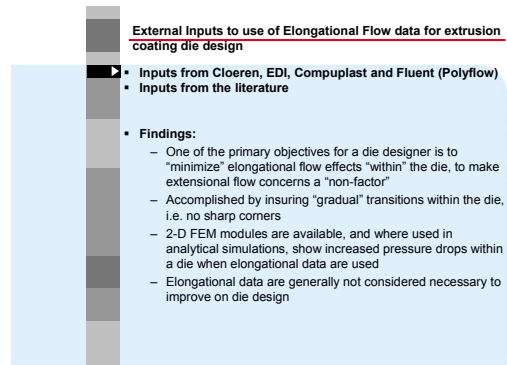 External Inputs to use of Elongational Flow data for extrusion
coating die design
▪ Inputs from Cloeren, EDI, Compuplast and Fluent (Polyflow)
▪ Inputs from the literature
▪ Findings:
– One of the primary objectives for a die designer is to
“minimize” elongational flow effects “within” the die, to make
extensional flow concerns a “non-factor”
– Accomplished by insuring “gradual” transitions within the die,
i.e. no sharp corners
– 2-D FEM modules are available, and where used in
analytical simulations, show increased pressure drops within
a die when elongational data are used
– Elongational data are generally not considered necessary to
improve on die design